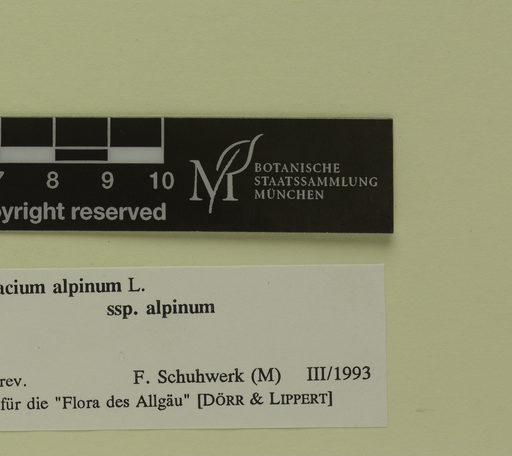 7 8 9 10
yright reserved
M BOTANISCHE
STAATSSAMMLUNG
MÜNCHEN
acium alpinum L.
ssp. alpinum
rev. F. Schuhwerk (M) III/1993
für die "Flora des Allgäu" [DÖRR & LIPPERT]